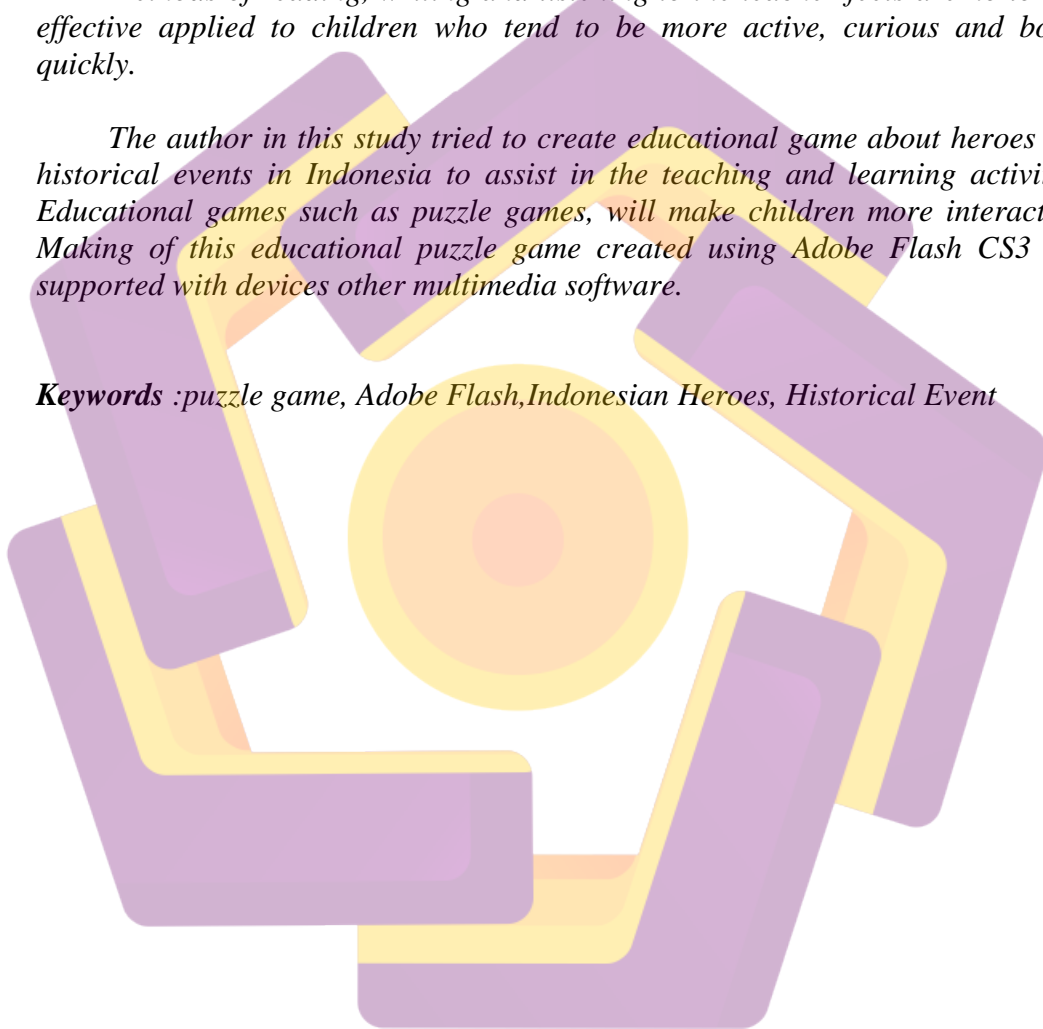 effective applied to children who tend to be more active, curious and bo
quickly.
The author in this study tried to create educational game about heroes
historical events in Indonesia to assist in the teaching and learning activi
Educational games such as puzzle games, will make children more interact
Making of this educational puzzle game created using Adobe Flash CS3
supported with devices other multimedia software.
Keywords :puzzle game, Adobe Flash,Indonesian Heroes, Historical Event